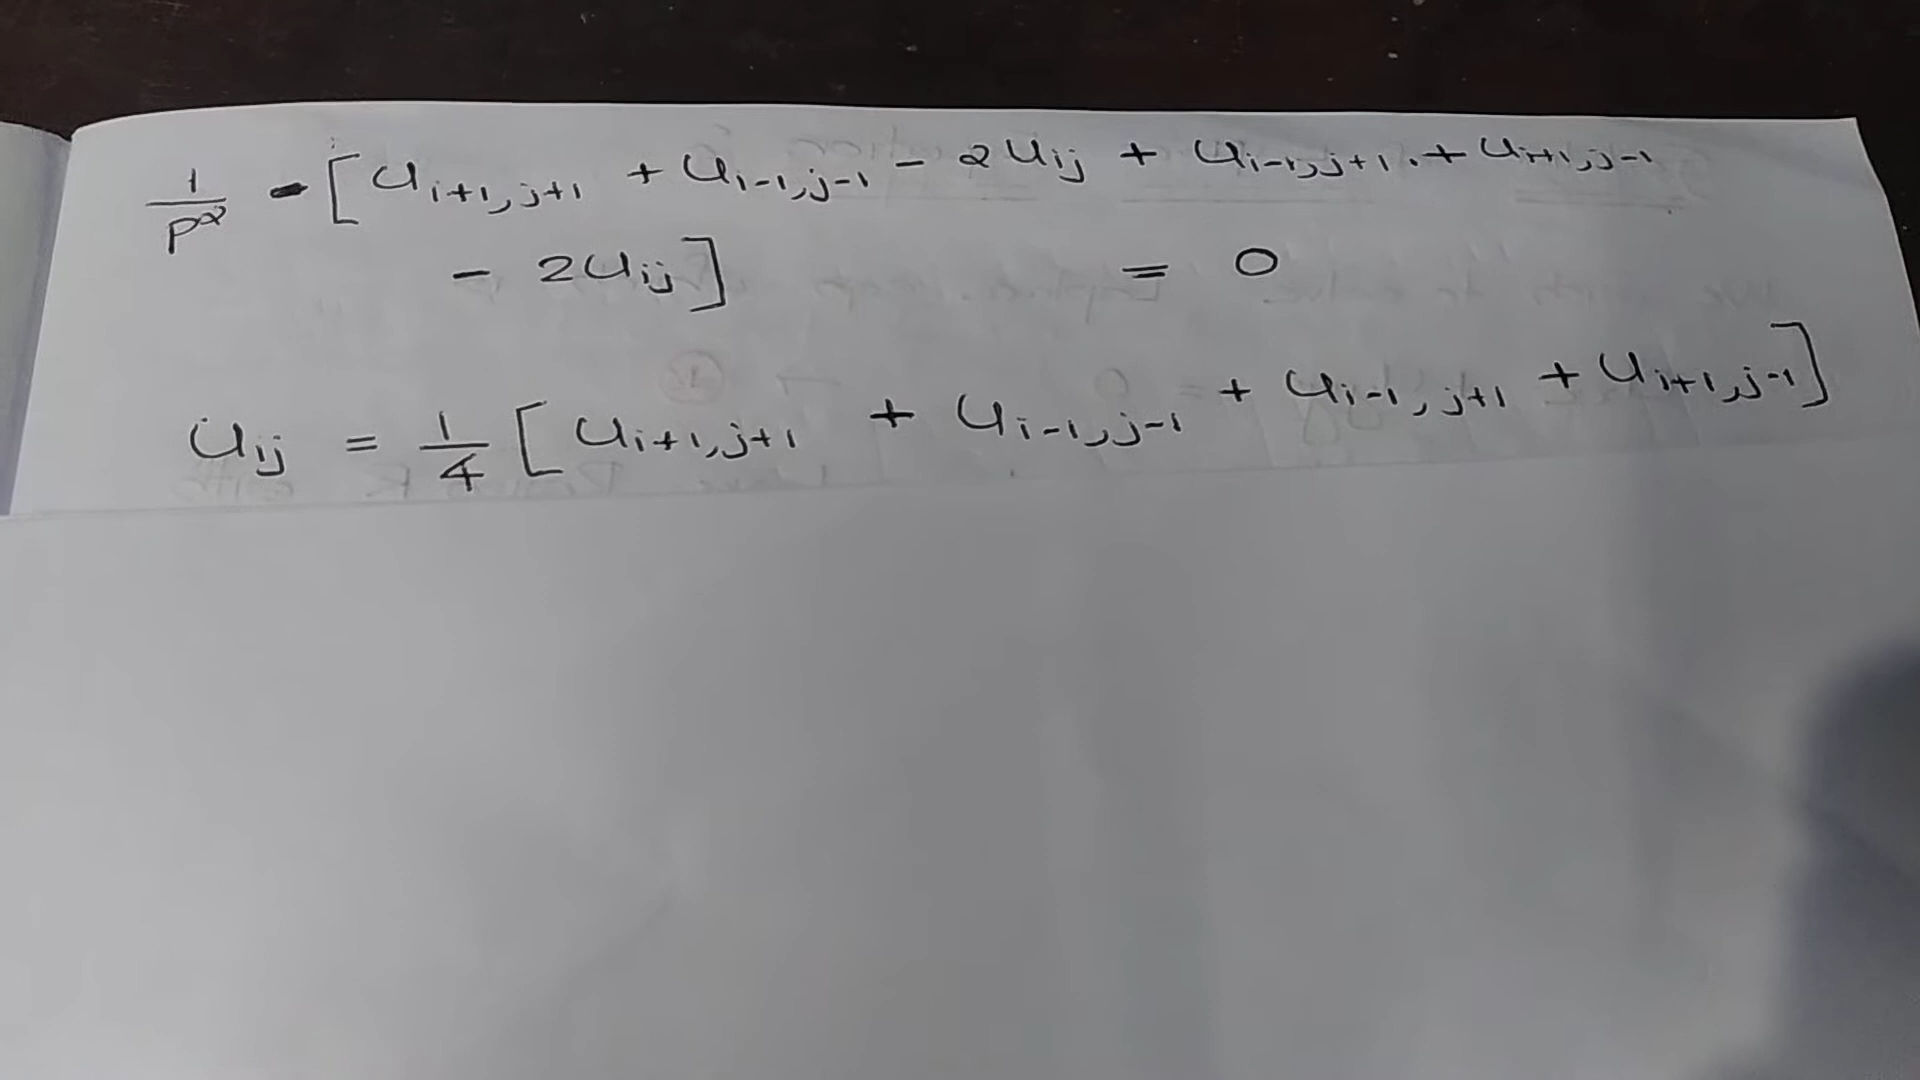 1/p² - [u_{i+1,j+1} + u_{i-1,j-1} - 2u_{ij} + u_{i-1,j+1} + u_{i+1,j-1}
- 2u_{ij}] = 0
u_{ij} = 1/4 [u_{i+1,j+1} + u_{i-1,j-1} + u_{i-1,j+1} + u_{i+1,j-1}]